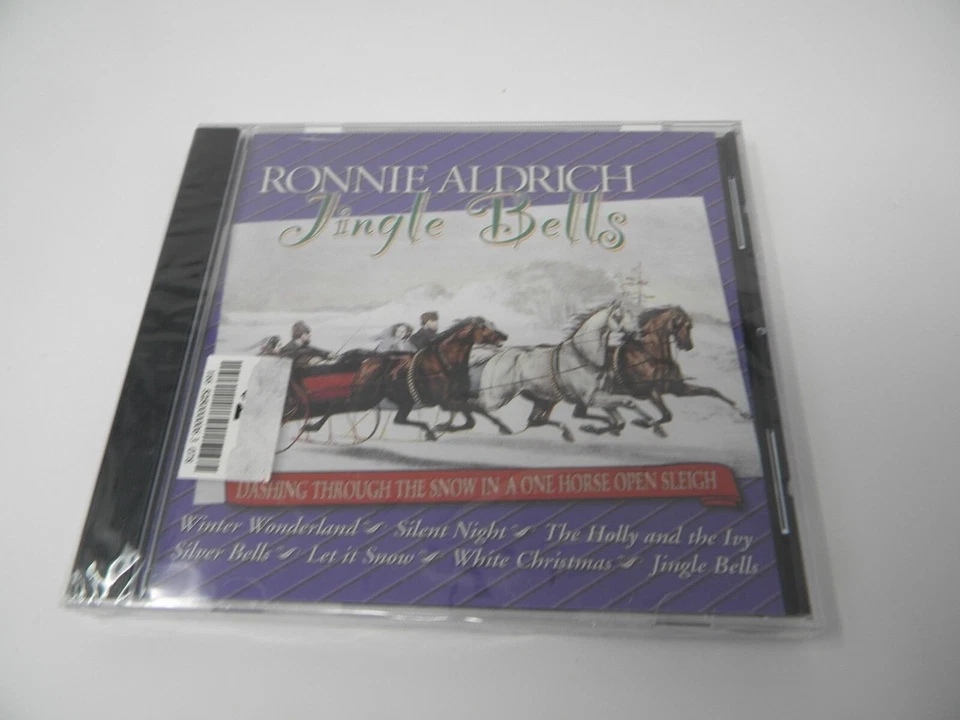 RONNIE ALDRICH
Jingle Bells
DASHING THROUGH THE SNOW IN A ONE HORSE OPEN SLEIGH
Winter Wonderland Silent Night The Holly and the Ivy
Silver Bells Let it Snow White Christmas Jingle Bells